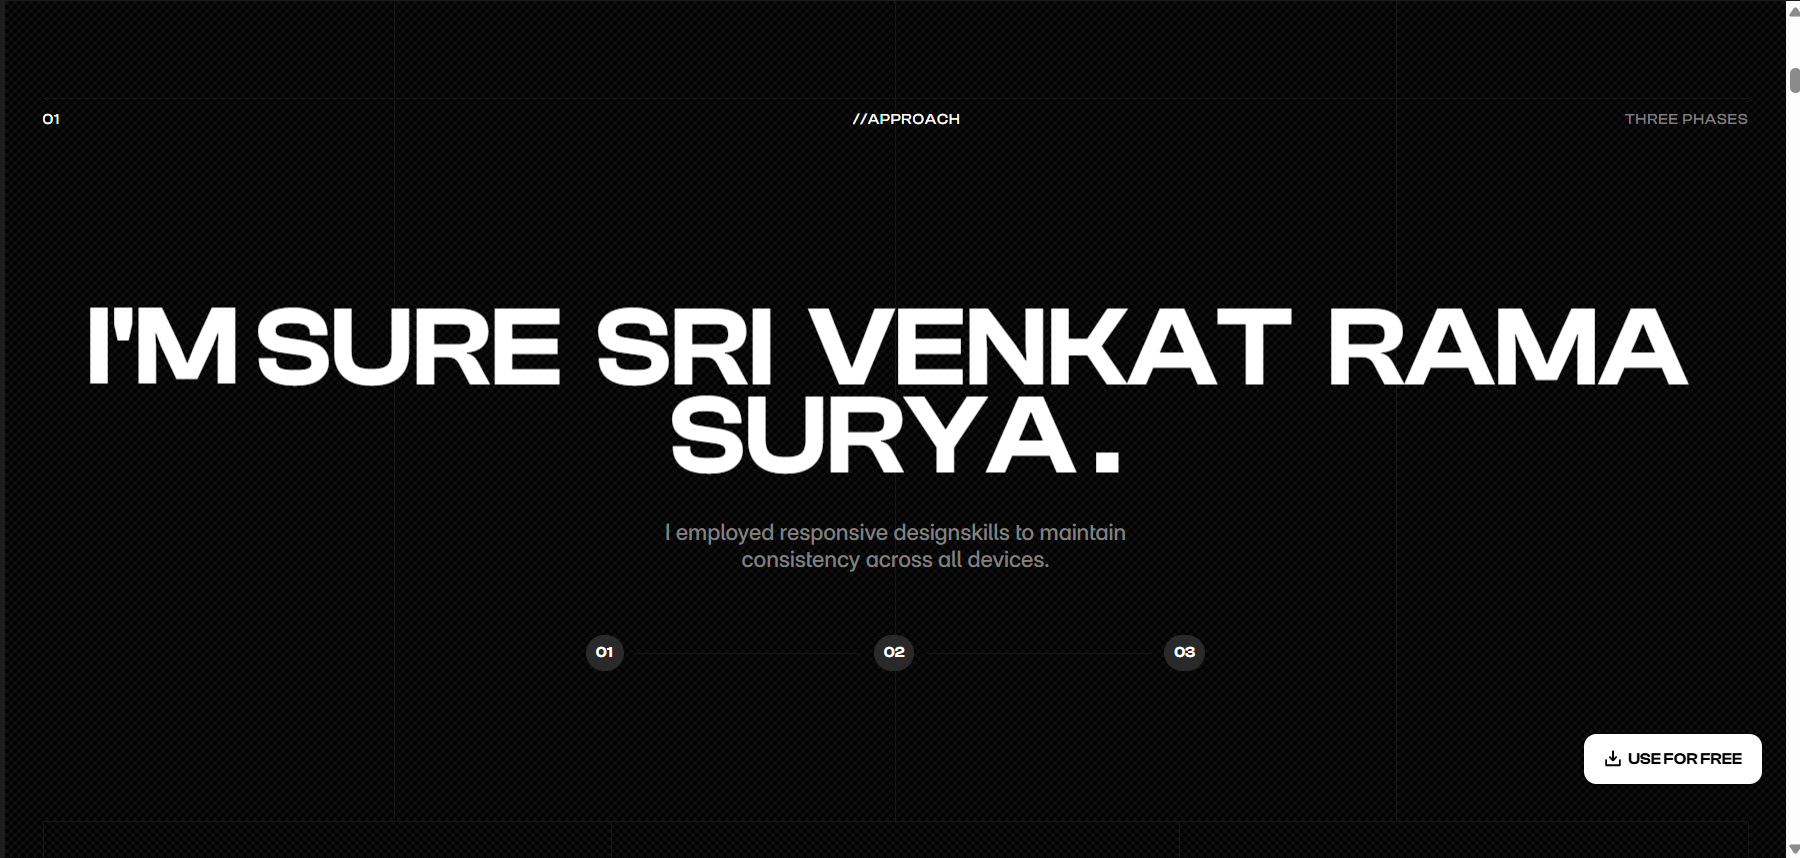 01
//APPROACH
THREE PHASES
I'M SURE SRI VENKAT RAMA
SURYA .
I employed responsive designskills to maintain
consistency across all devices.
01
02
03
USE FOR FREE